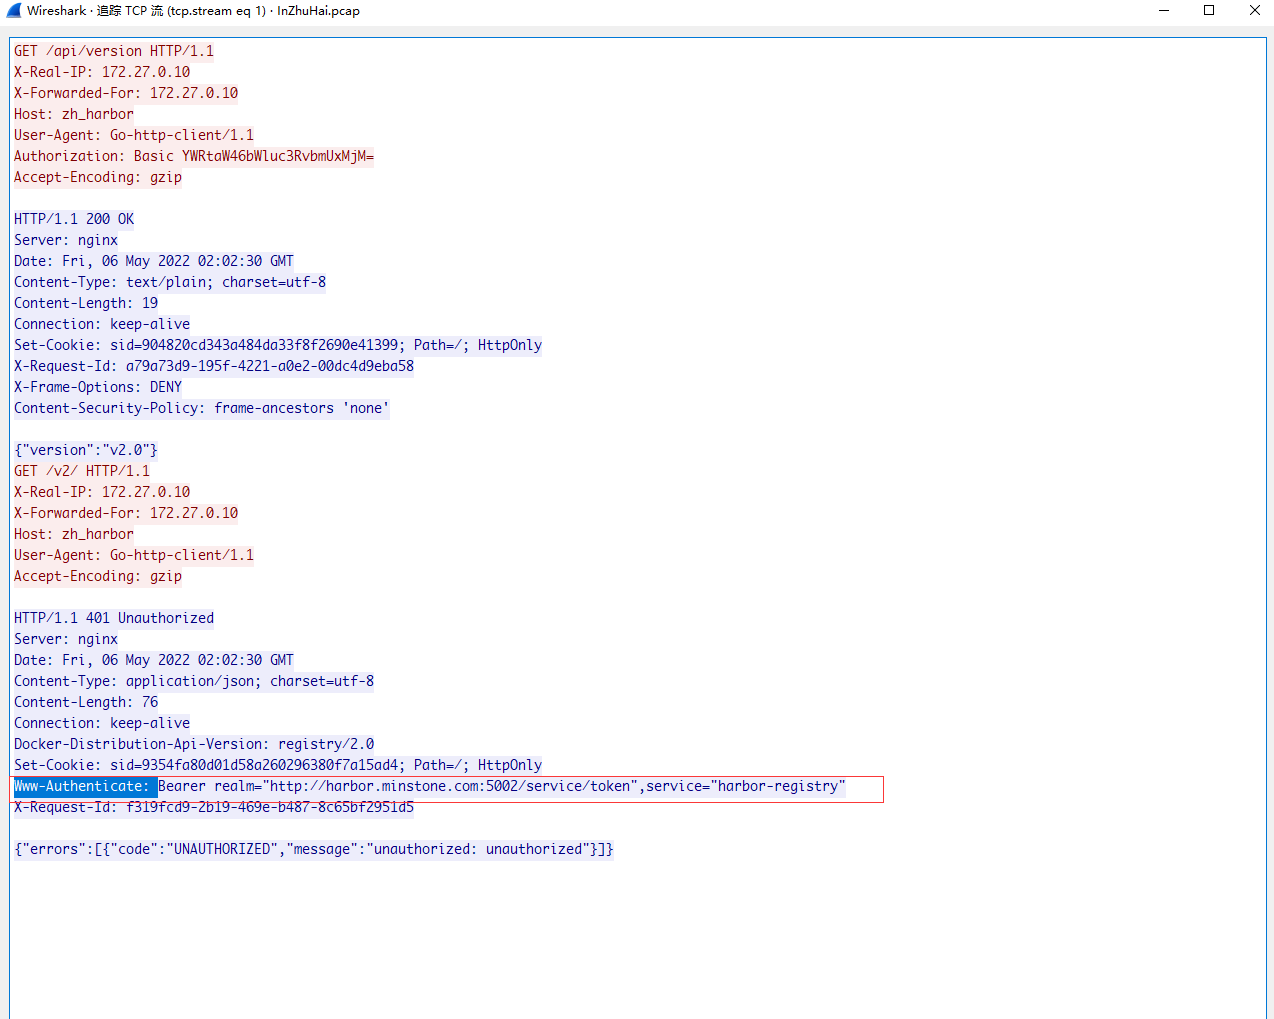 Wireshark · 追踪 TCP 流 (tcp.stream eq 1) · InZhuHai.pcap
GET /api/version HTTP/1.1
X-Real-IP: 172.27.0.10
X-Forwarded-For: 172.27.0.10
Host: zh_harbor
User-Agent: Go-http-client/1.1
Authorization: Basic YWRtaW46bWluc3RvbmUxMjM=
Accept-Encoding: gzip
HTTP/1.1 200 OK
Server: nginx
Date: Fri, 06 May 2022 02:02:30 GMT
Content-Type: text/plain; charset=utf-8
Content-Length: 19
Connection: keep-alive
Set-Cookie: sid=904820cd343a484da33f8f2690e41399; Path=/; HttpOnly
X-Request-Id: a79a73d9-195f-4221-a0e2-00dc4d9eba58
X-Frame-Options: DENY
Content-Security-Policy: frame-ancestors 'none'
{"version":"v2.0"}
GET /v2/ HTTP/1.1
X-Real-IP: 172.27.0.10
X-Forwarded-For: 172.27.0.10
Host: zh_harbor
User-Agent: Go-http-client/1.1
Accept-Encoding: gzip
HTTP/1.1 401 Unauthorized
Server: nginx
Date: Fri, 06 May 2022 02:02:30 GMT
Content-Type: application/json; charset=utf-8
Content-Length: 76
Connection: keep-alive
Docker-Distribution-Api-Version: registry/2.0
Set-Cookie: sid=9354fa80d01d58a260296380f7a15ad4; Path=/; HttpOnly
Www-Authenticate: Bearer realm="http://harbor.minstone.com:5002/service/token",service="harbor-registry"
X-Request-Id: f319fcd9-2b19-469e-b487-8c65bf2951d5
{"errors":[{"code":"UNAUTHORIZED","message":"unauthorized: unauthorized"}]}